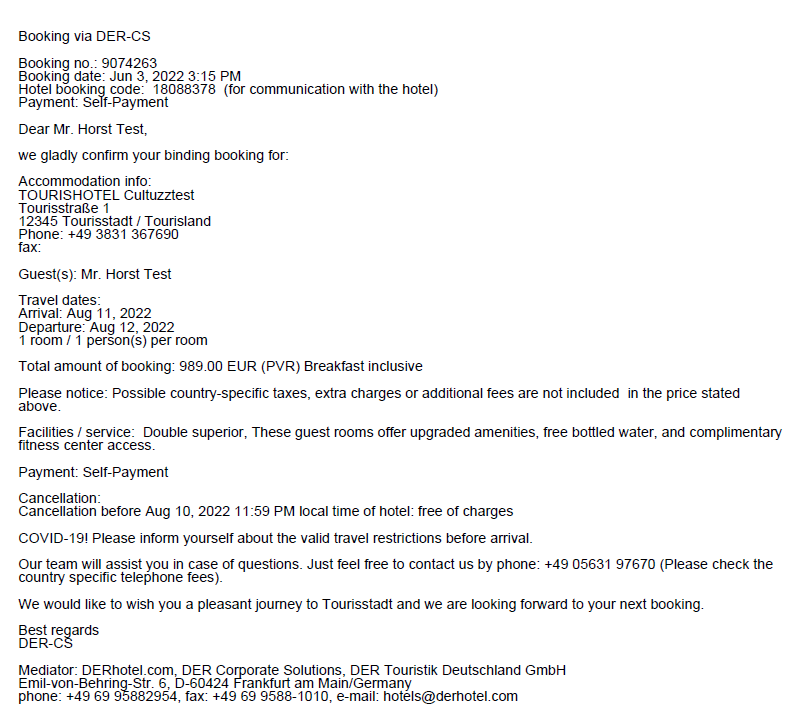 Booking via DER-CS
Booking no.: 9074263
Booking date: Jun 3, 2022 3:15 PM
Hotel booking code:  18088378  (for communication with the hotel)
Payment: Self-Payment
Dear Mr. Horst Test,
we gladly confirm your binding booking for:
Accommodation info:
TOURISHOTEL Cultuzztest
Tourisstraße 1
12345 Tourisstadt / Tourisland
Phone: +49 3831 367690
fax:
Guest(s): Mr. Horst Test
Travel dates:
Arrival: Aug 11, 2022
Departure: Aug 12, 2022
1 room / 1 person(s) per room
Total amount of booking: 989.00 EUR (PVR) Breakfast inclusive
Please notice: Possible country-specific taxes, extra charges or additional fees are not included  in the price stated
above.
Facilities / service:  Double superior, These guest rooms offer upgraded amenities, free bottled water, and complimentary
fitness center access.
Payment: Self-Payment
Cancellation:
Cancellation before Aug 10, 2022 11:59 PM local time of hotel: free of charges
COVID-19! Please inform yourself about the valid travel restrictions before arrival.
Our team will assist you in case of questions. Just feel free to contact us by phone: +49 05631 97670 (Please check the
country specific telephone fees).
We would like to wish you a pleasant journey to Tourisstadt and we are looking forward to your next booking.
Best regards
DER-CS
Mediator: DERhotel.com, DER Corporate Solutions, DER Touristik Deutschland GmbH
Emil-von-Behring-Str. 6, D-60424 Frankfurt am Main/Germany
phone: +49 69 95882954, fax: +49 69 9588-1010, e-mail: hotels@derhotel.com